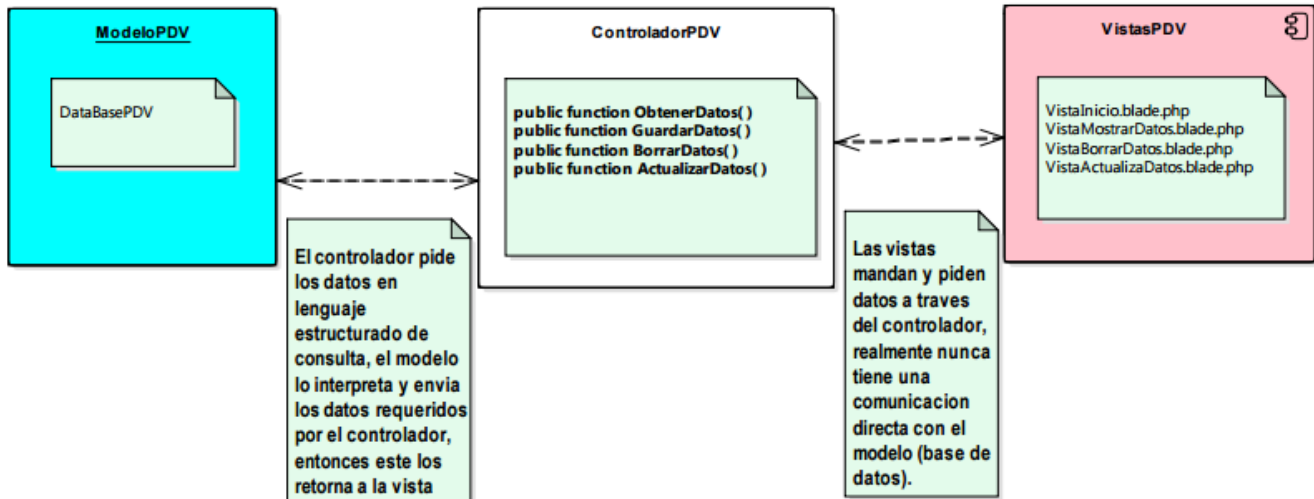 ModeloPDV
DataBasePDV
ControladorPDV
public function ObtenerDatos( )
public function GuardarDatos( )
public function BorrarDatos( )
public function ActualizarDatos( )
VistasPDV
VistaInicio.blade.php
VistaMostrarDatos.blade.php
VistaBorrarDatos.blade.php
VistaActualizaDatos.blade.php
El controlador pide
los datos en
lenguaje
estructurado de
consulta, el modelo
lo interpreta y envia
los datos requeridos
por el controlador,
entonces este los
retorna a la vista
Las vistas
mandan y piden
datos a traves
del controlador,
realmente nunca
tiene una
comunicacion
directa con el
modelo (base de
datos).